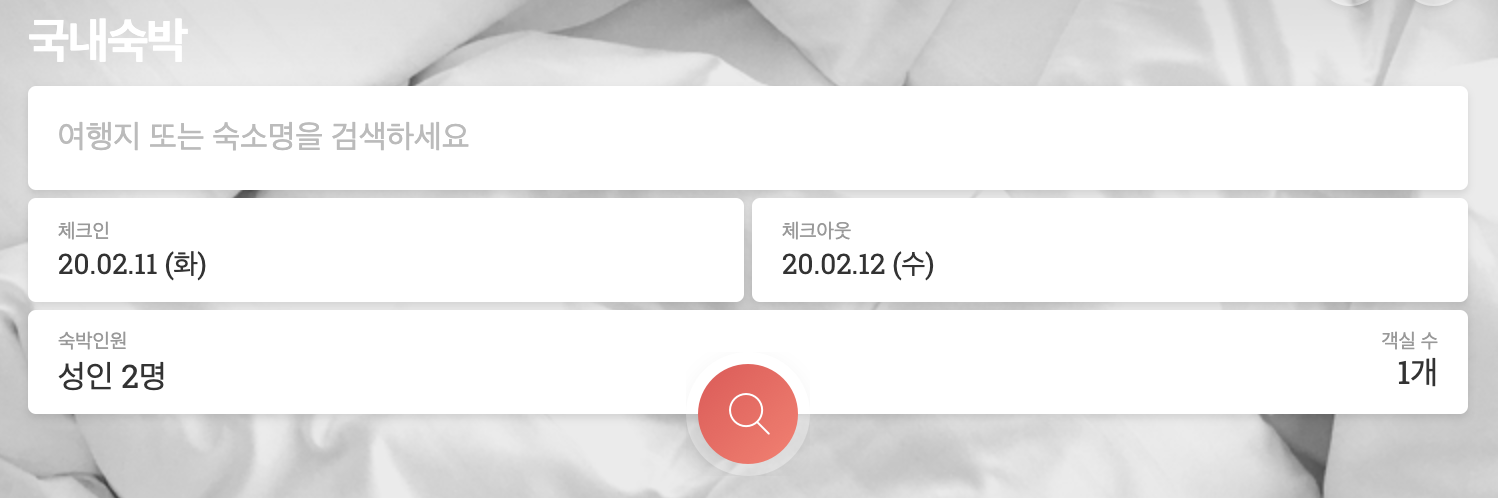 국내숙박
여행지 또는 숙소명을 검색하세요
체크인
20.02.11 (화)
체크아웃
20.02.12 (수)
숙박인원
성인 2명
객실 수
1개